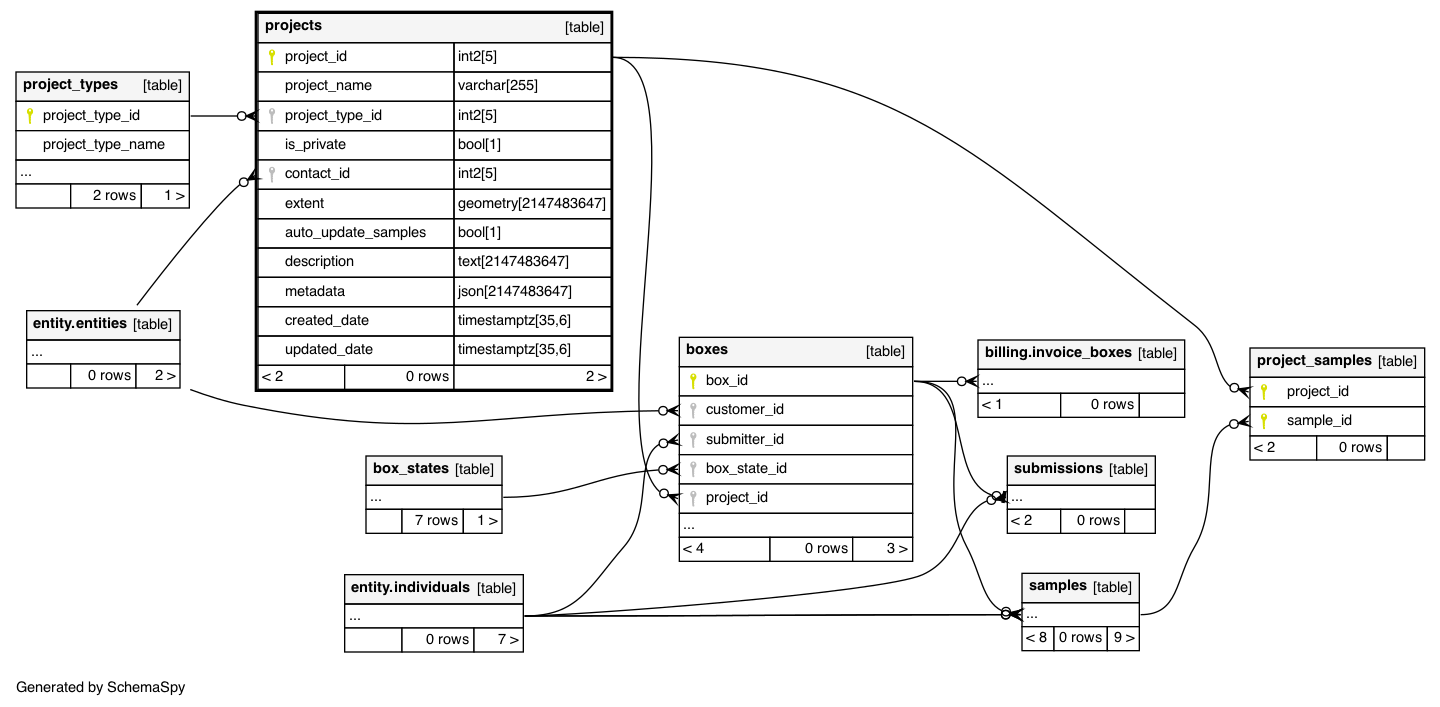 projects [table]
project_id int2[5]
project_name varchar[255]
project_type_id int2[5]
is_private bool[1]
contact_id int2[5]
extent geometry[2147483647]
auto_update_samples bool[1]
description text[2147483647]
metadata json[2147483647]
created_date timestamptz[35,6]
updated_date timestamptz[35,6]
< 2 0 rows 2 >
project_types [table]
project_type_id
project_type_name
...
2 rows 1 >
entity.entities [table]
...
0 rows 2 >
boxes [table]
box_id
customer_id
submitter_id
box_state_id
project_id
...
< 4 0 rows 3 >
billing.invoice_boxes [table]
...
< 1 0 rows
project_samples [table]
project_id
sample_id
< 2 0 rows
box_states [table]
...
7 rows 1 >
submissions [table]
...
< 2 0 rows
entity.individuals [table]
...
0 rows 7 >
samples [table]
...
< 8 0 rows 9 >
Generated by SchemaSpy